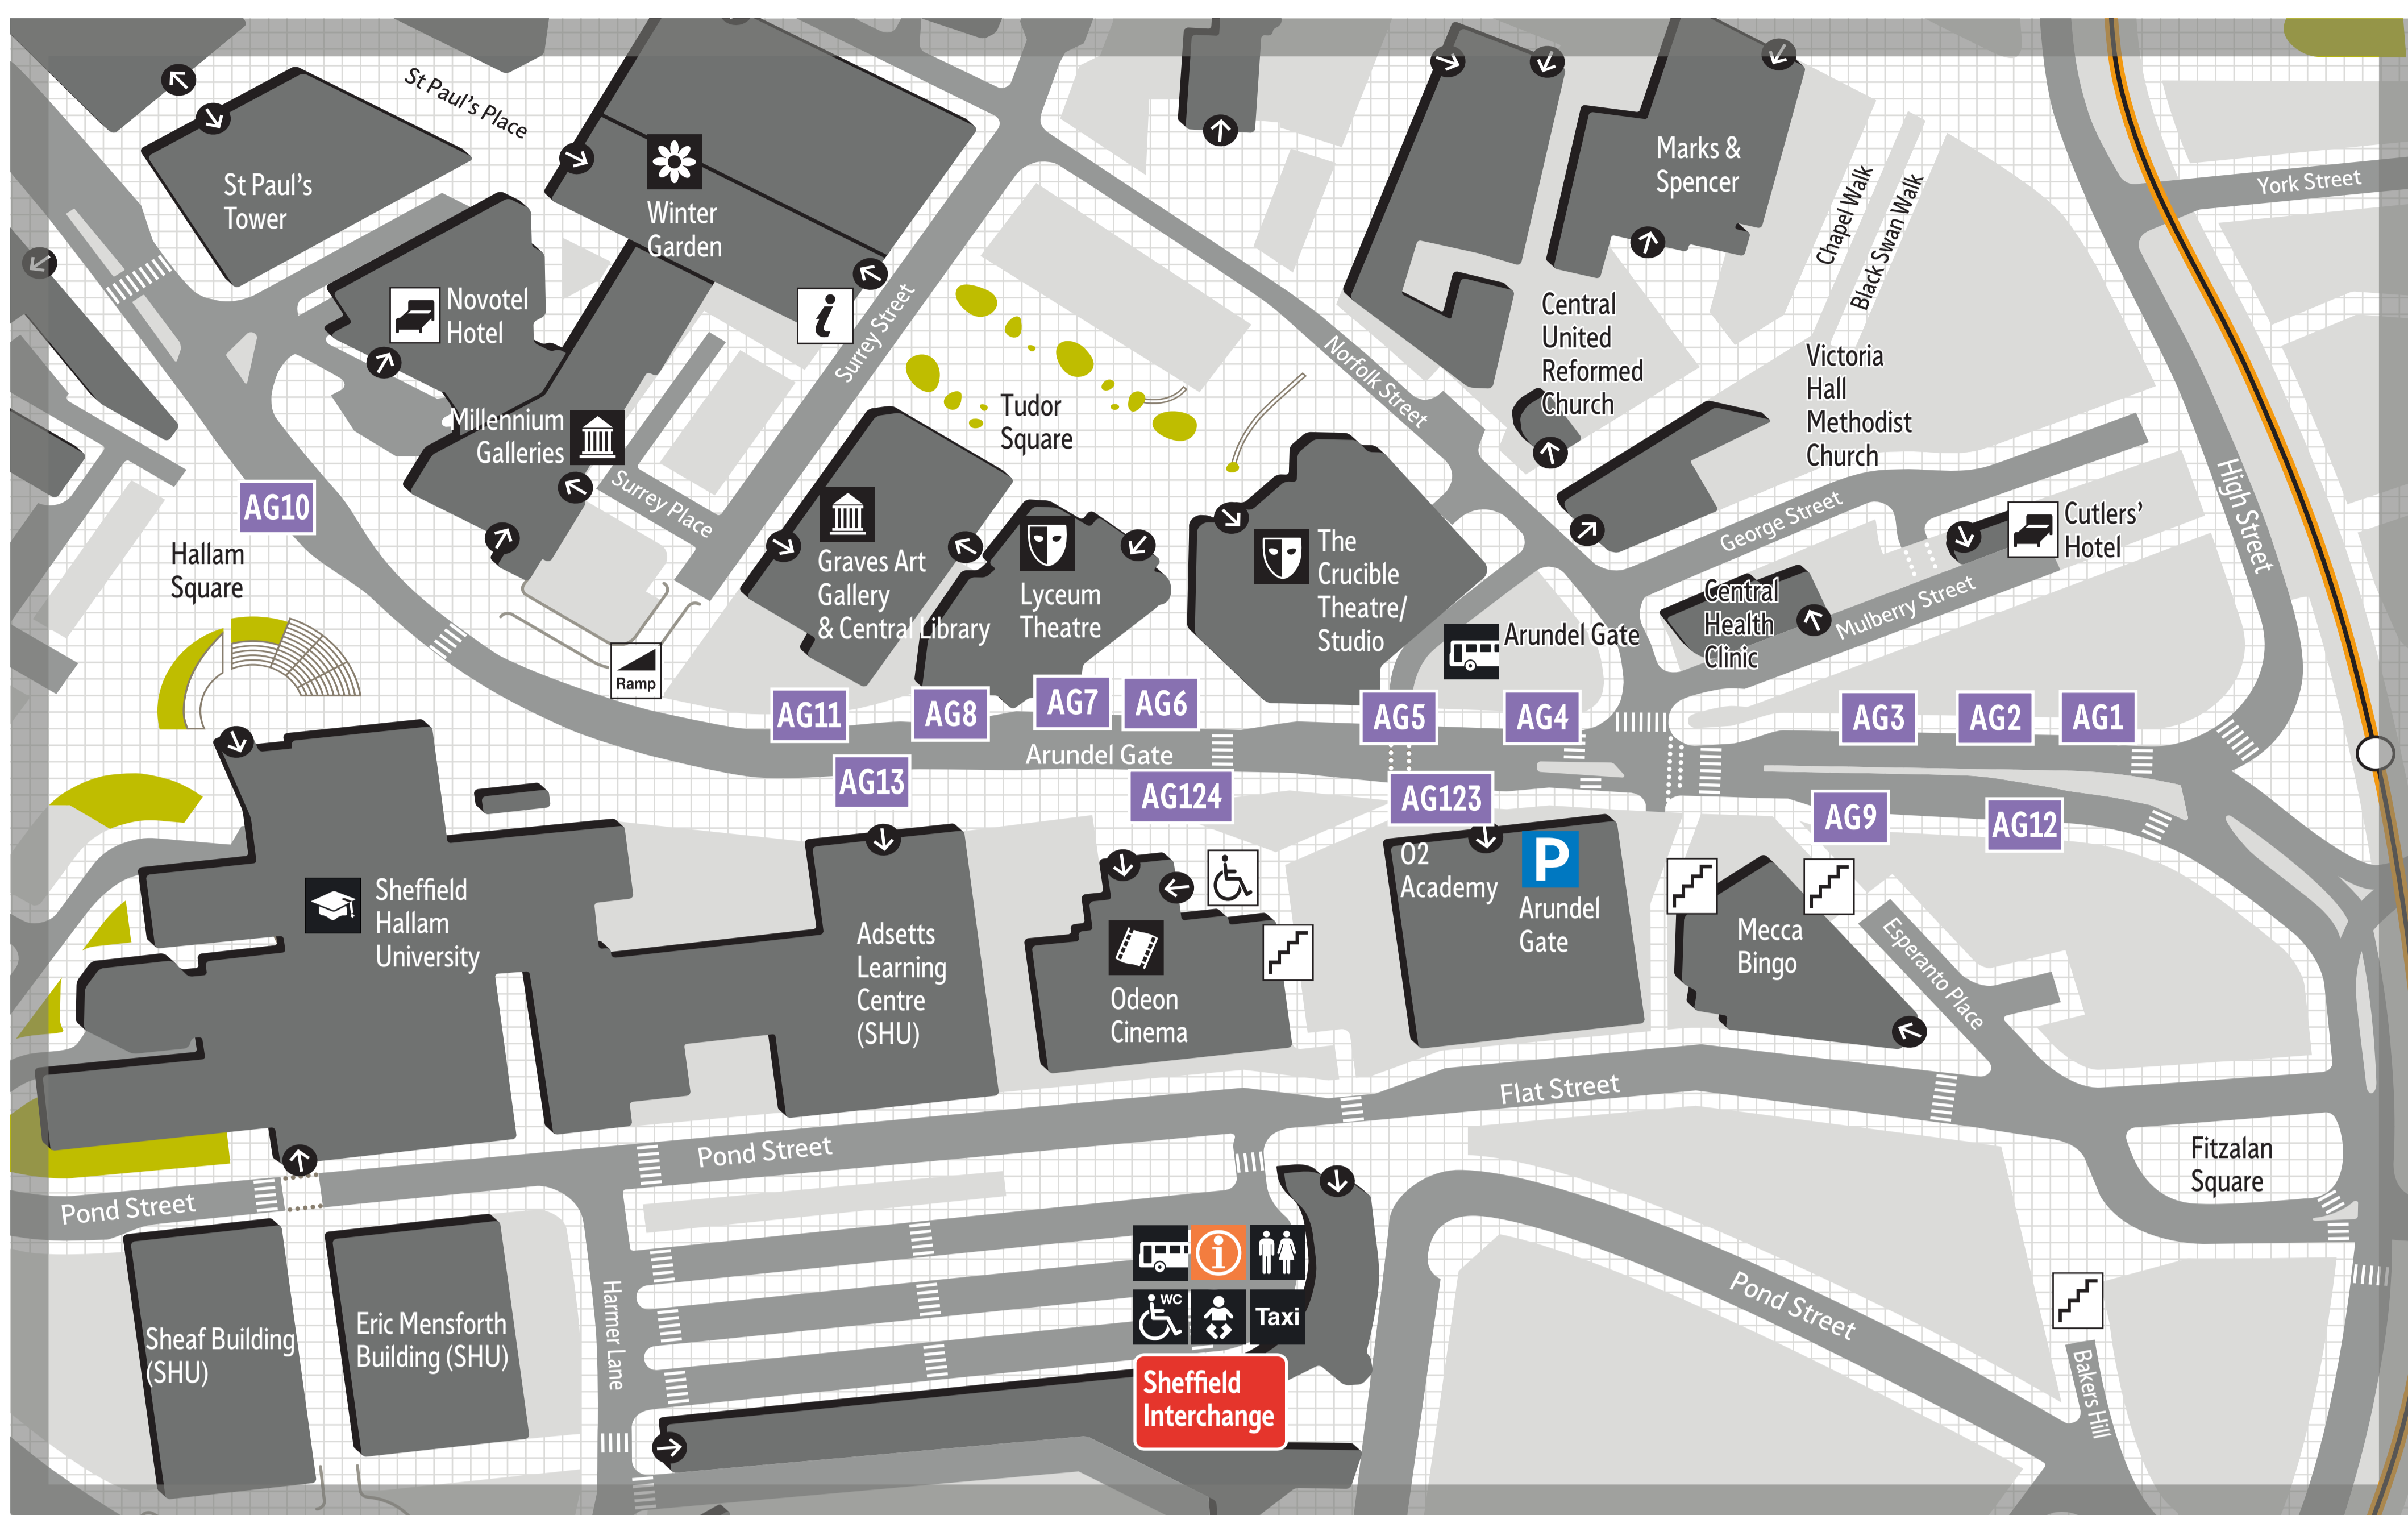 St Paul's Place
St Paul's
Tower
Winter
Garden
Marks &
Spencer
Chapel Walk
Black Swan Walk
York Street
Novotel
Hotel
i
Surrey Street
Central
United
Reformed
Church
Norfolk Street
Victoria
Hall
Methodist
Church
Tudor
Square
Millennium
Galleries
Surrey Place
High Street
AG10
Hallam
Square
George Street
Cutlers'
Hotel
Graves Art
Gallery
& Central Library
Lyceum
Theatre
The
Crucible
Theatre/
Studio
Central
Health
Clinic
Mulberry Street
Arundel Gate
Ramp
AG11
AG8
AG7
AG6
AG5
AG4
AG3
AG2
AG1
Arundel Gate
AG13
AG124
AG123
AG9
AG12
O2
Academy
P
Arundel
Gate
Sheffield
Hallam
University
Adsetts
Learning
Centre
(SHU)
Odeon
Cinema
Mecca
Bingo
Esperanto Place
Flat Street
Pond Street
Pond Street
Fitzalan
Square
Sheaf Building
(SHU)
Eric Mensforth
Building (SHU)
Harmer Lane
i
WC
Taxi
Sheffield
Interchange
Pond Street
Bakers Hill